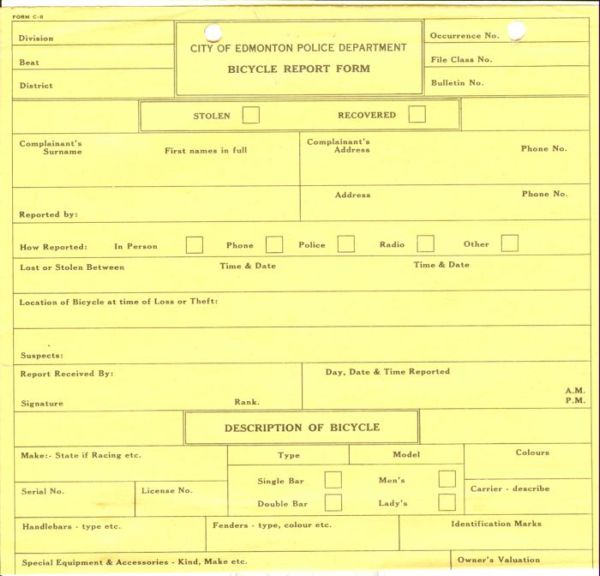 FORM C-8
Division
CITY OF EDMONTON POLICE DEPARTMENT
Occurrence No.
Beat
BICYCLE REPORT FORM
File Class No.
District
Bulletin No.
STOLEN RECOVERED
Complainant's
Surname First names in full
Complainant's
Address Phone No.
Address Phone No.
Reported by:
How Reported: In Person Phone Police Radio Other
Lost or Stolen Between Time & Date Time & Date
Location of Bicycle at time of Loss or Theft:
Suspects:
Report Received By: Day, Date & Time Reported
A.M.
Signature Rank. P.M.
DESCRIPTION OF BICYCLE
Make:- State if Racing etc. Type Model Colours
Single Bar Men's
Serial No. License No. Carrier - describe
Double Bar Lady's
Handlebars - type etc. Fenders - type, colour etc. Identification Marks
Special Equipment & Accessories - Kind, Make etc. Owner's Valuation